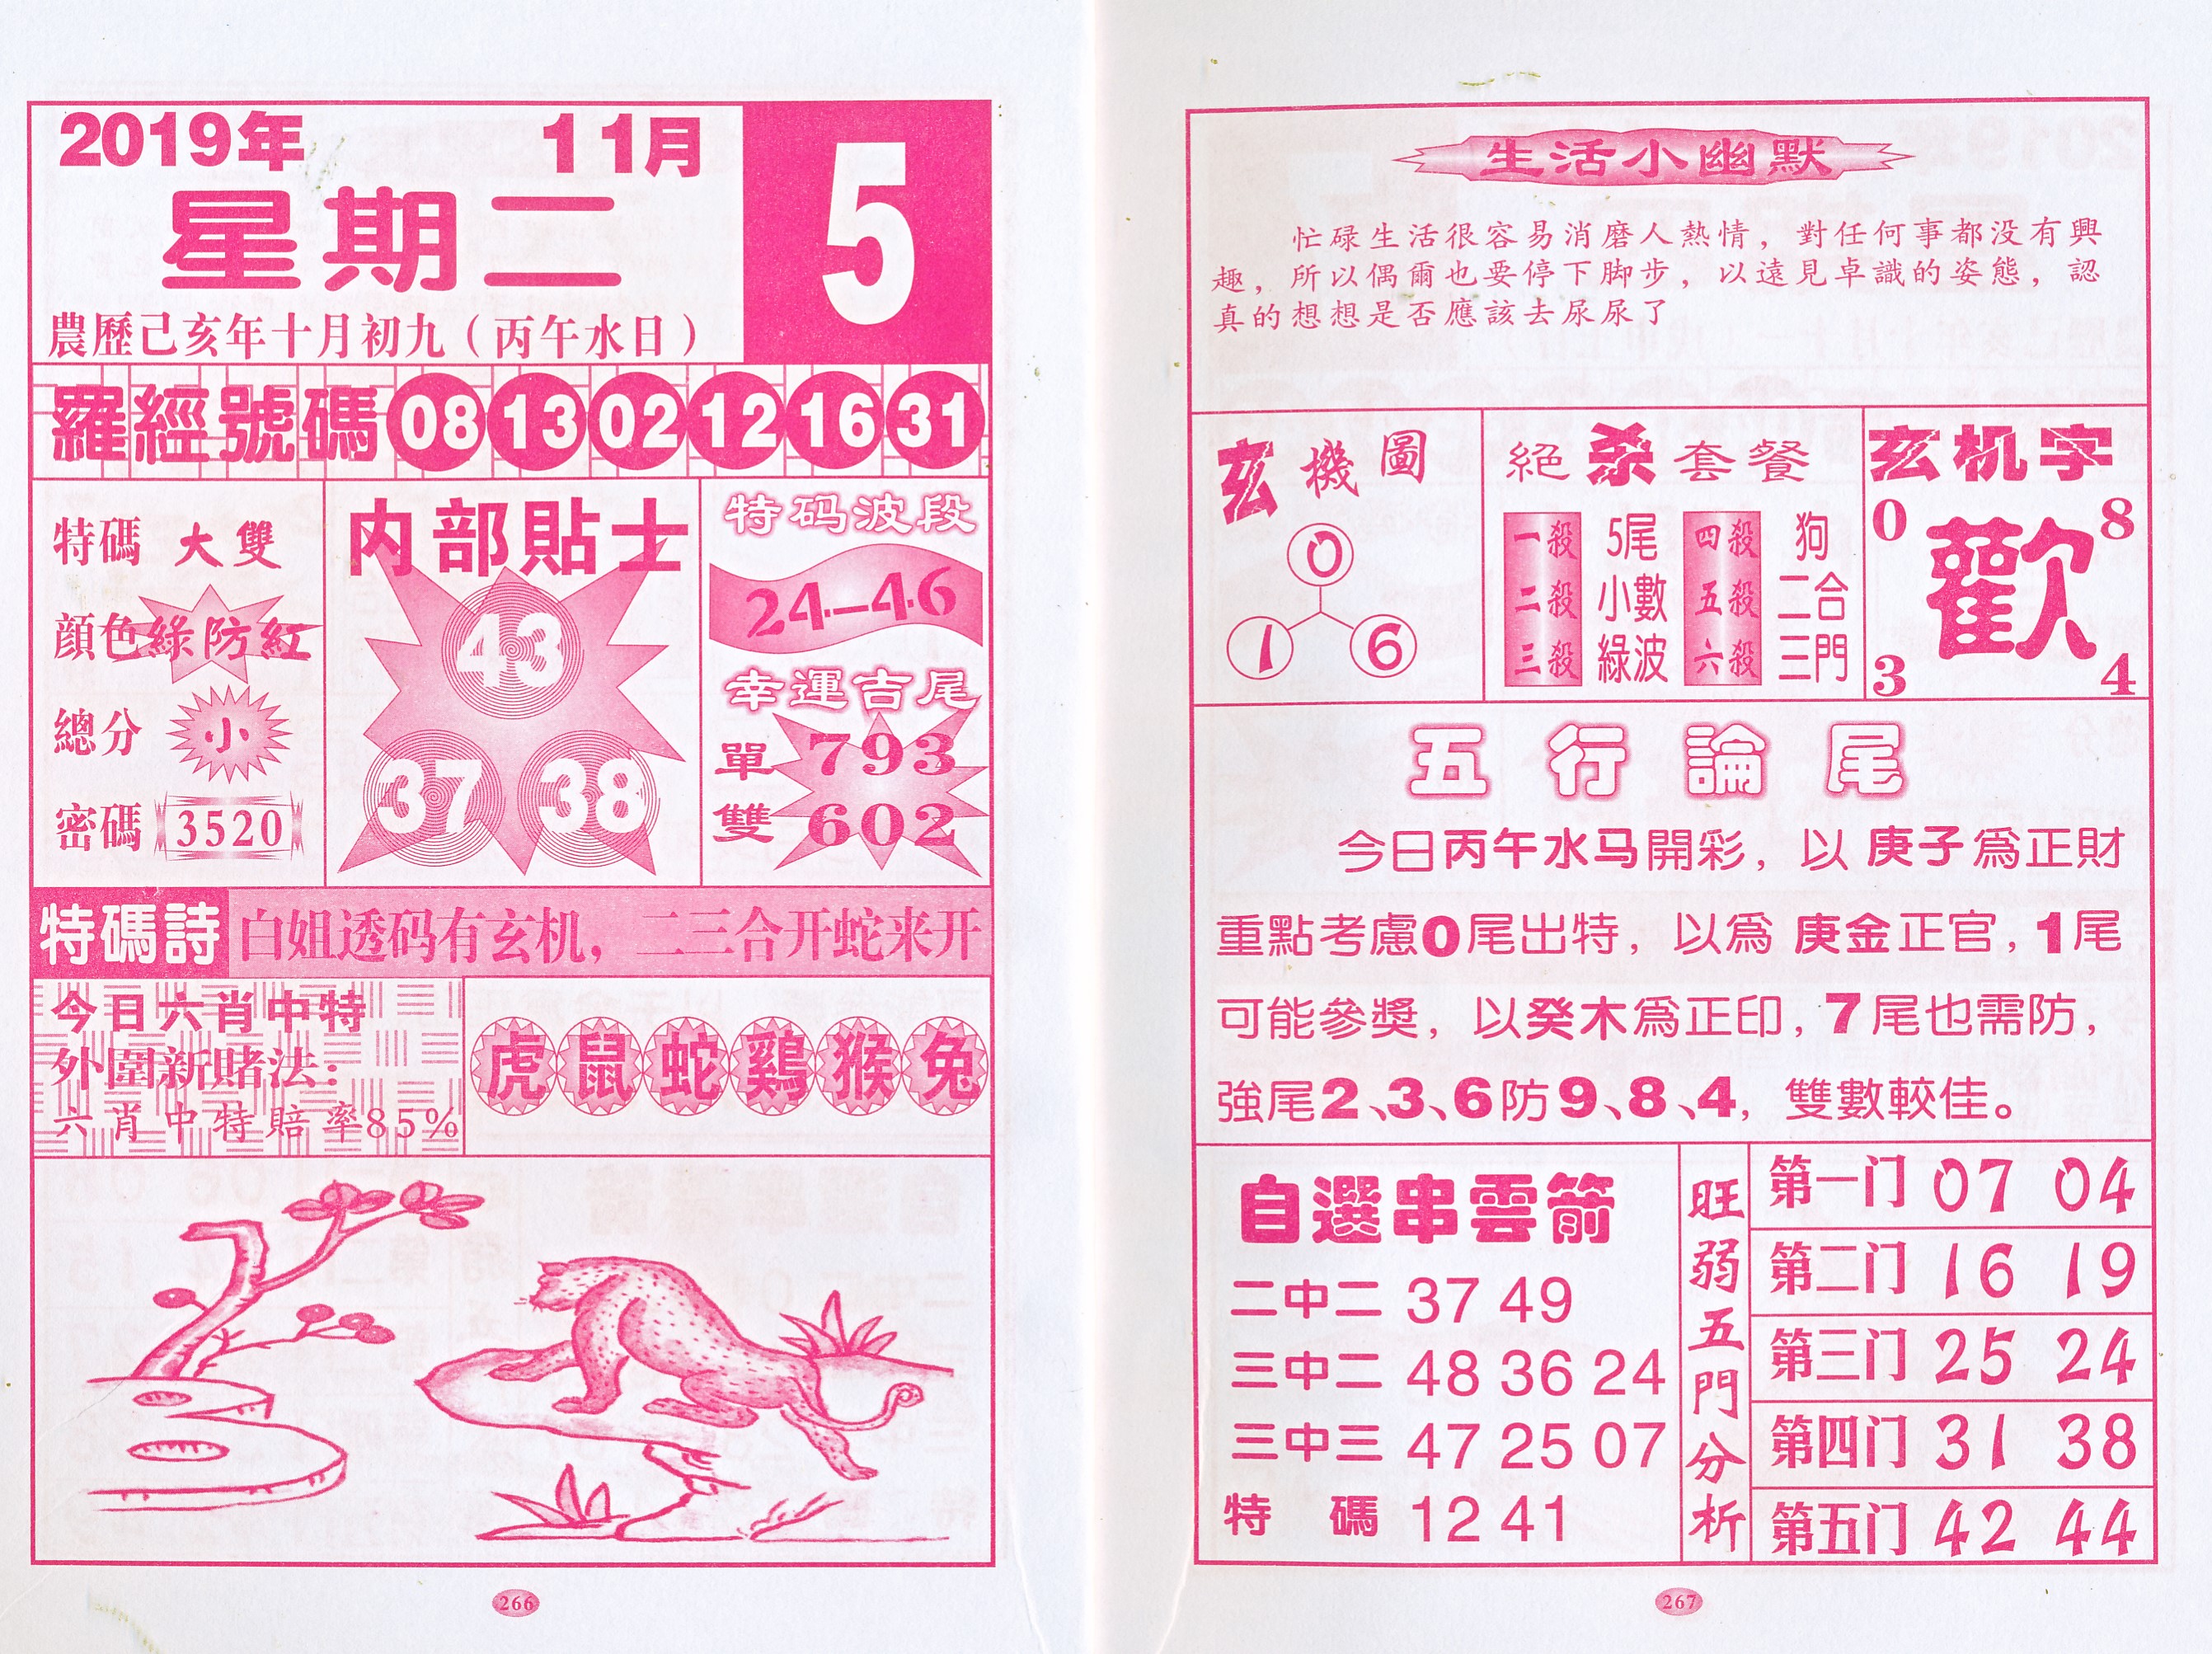 2019年 11月
5
星期二
農歷己亥年十月初九（丙午水日）
羅經號碼 08 13 02 12 16 31
特碼 大雙
顔色 綠防紅
總分 小
密碼 3520
内部貼士
43
37 38
特码波段
24—46
幸運吉尾
單 793
雙 602
特碼詩 白姐透码有玄机，二三合开蛇来开
今日六肖中特
外圍新賭法：
六肖中特賠率85%
虎 鼠 蛇 鷄 猴 兔
266
生活小幽默
忙碌生活很容易消磨人熱情，對任何事都没有興
趣，所以偶爾也要停下脚步，以遠見卓識的姿態，認
真的想想是否應該去尿尿了
玄機圖
0
1 6
絕杀套餐
一殺 5尾 四殺 狗
二殺 小數 五殺 二合
三殺 綠波 六殺 三門
玄机字
0 8
歡
3 4
五行論尾
今日丙午水马開彩，以 庚子爲正財
重點考慮0尾出特，以爲 庚金正官，1尾
可能參獎，以癸木爲正印，7尾也需防，
強尾2、3、6防9、8、4，雙數較佳。
自選串雲箭
二中二 37 49
三中二 48 36 24
三中三 47 25 07
特碼 12 41
旺弱五門分析
第一门 07 04
第二门 16 19
第三门 25 24
第四门 31 38
第五门 42 44
267